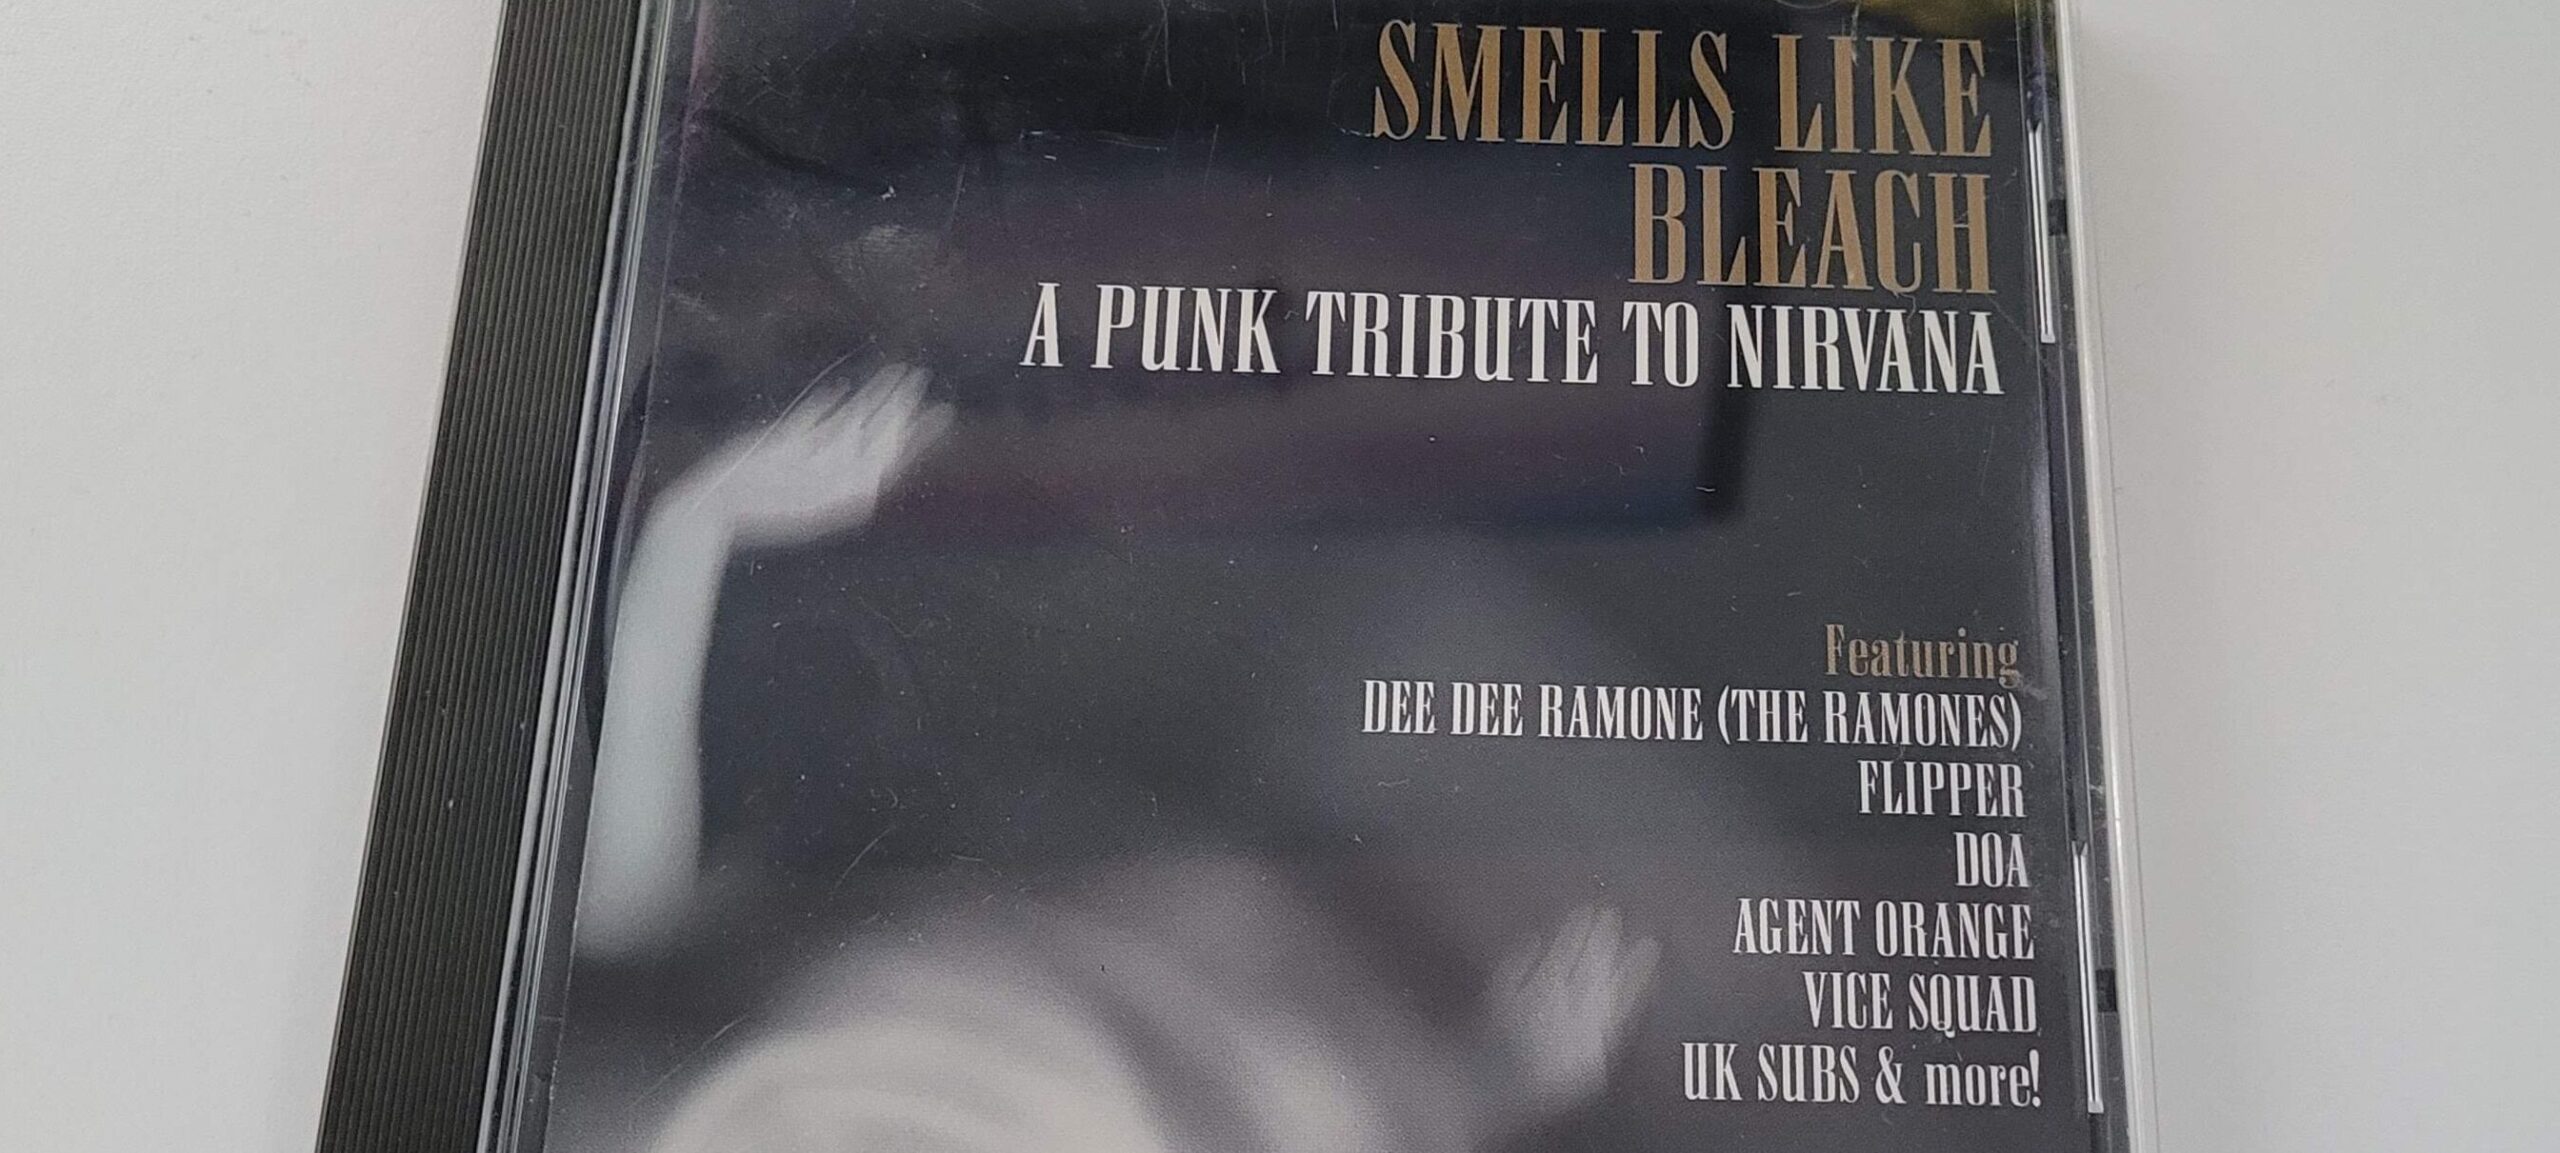 SMELLS LIKE
BLEACH
A PUNK TRIBUTE TO NIRVANA
Featuring
DEE DEE RAMONE (THE RAMONES)
FLIPPER
DOA
AGENT ORANGE
VICE SQUAD
UK SUBS & more!